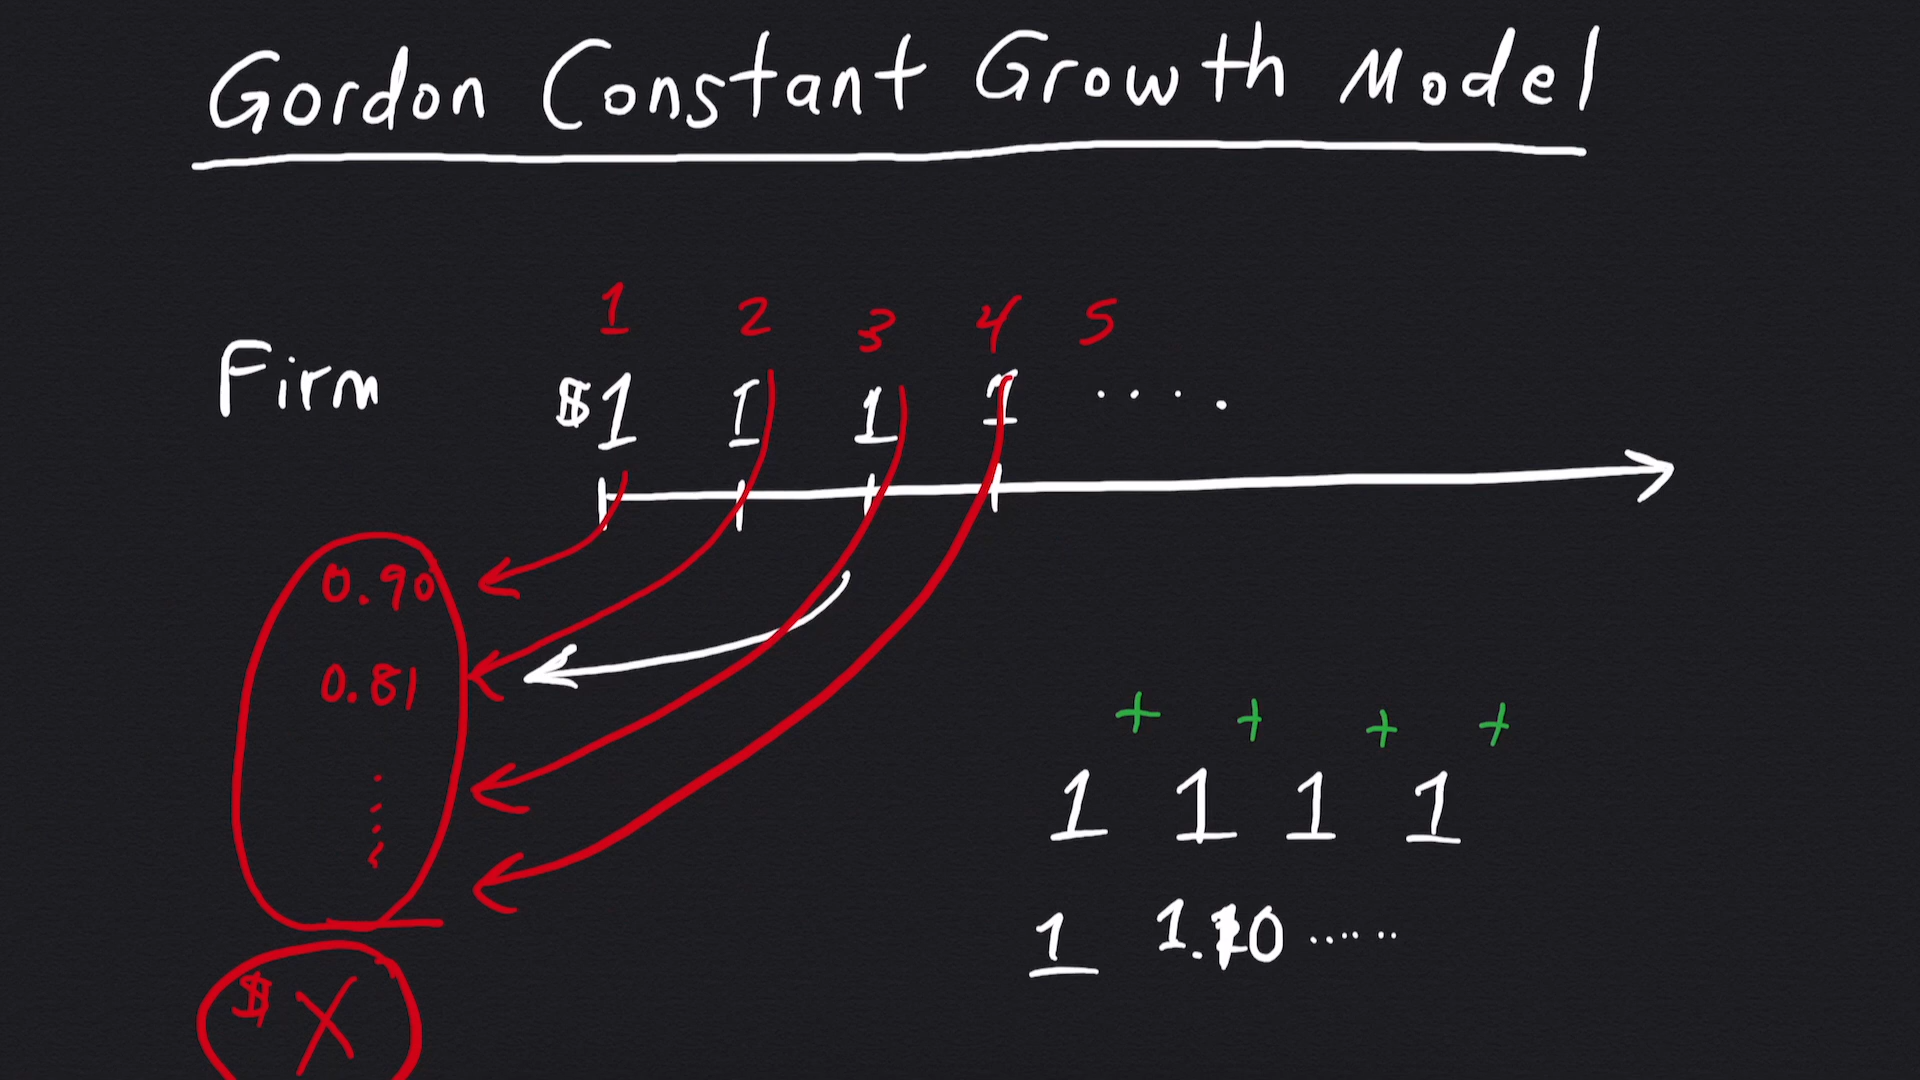 Gordon Constant Growth Model
1 2 3 4 5
Firm $1 1 1 1 .....
0.90
0.81
+ + + +
1 1 1 1
1 1.10 ......
$X